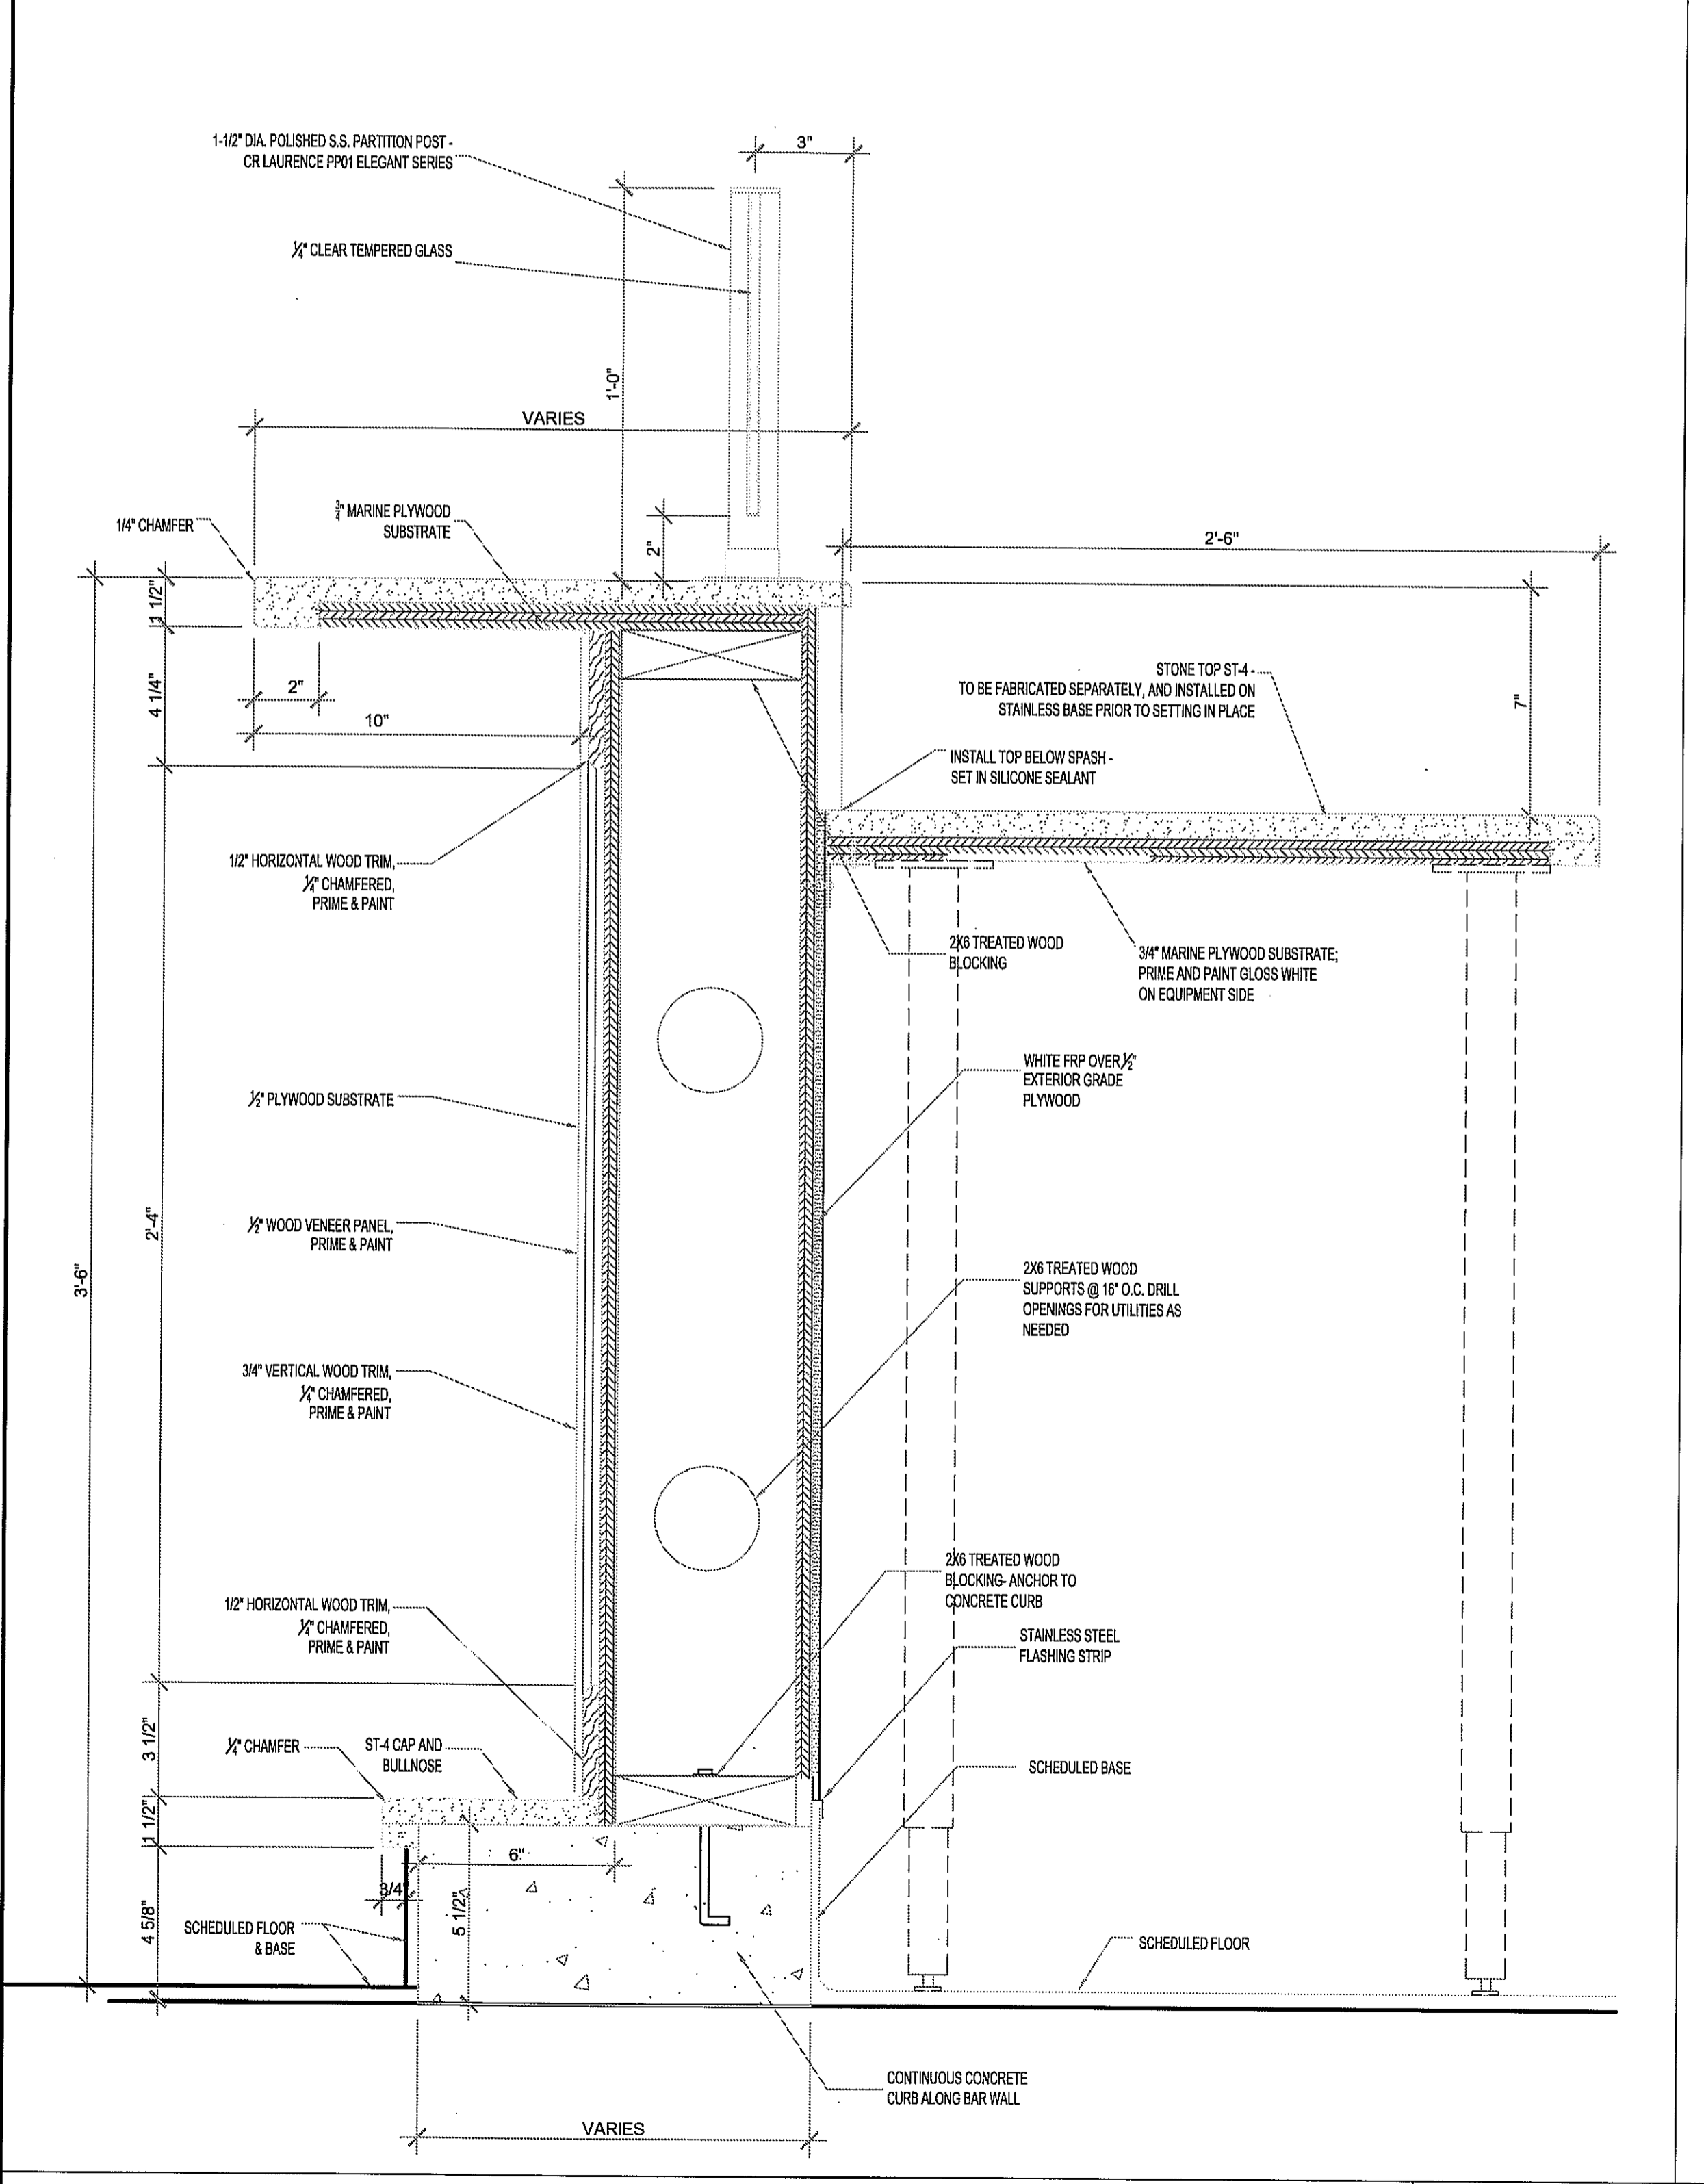 1-1/2" DIA. POLISHED S.S. PARTITION POST -
CR LAURENCE PP01 ELEGANT SERIES
3"
1/4" CLEAR TEMPERED GLASS
1'-0"
VARIES
3/4" MARINE PLYWOOD
SUBSTRATE
1/4" CHAMFER
2"
2'-6"
1 1/2"
4 1/4"
2"
10"
7"
STONE TOP ST-4 -
TO BE FABRICATED SEPARATELY, AND INSTALLED ON
STAINLESS BASE PRIOR TO SETTING IN PLACE
INSTALL TOP BELOW SPASH -
SET IN SILICONE SEALANT
1/2" HORIZONTAL WOOD TRIM,
1/4" CHAMFERED,
PRIME & PAINT
2X6 TREATED WOOD
BLOCKING
3/4" MARINE PLYWOOD SUBSTRATE;
PRIME AND PAINT GLOSS WHITE
ON EQUIPMENT SIDE
WHITE FRP OVER 1/2"
EXTERIOR GRADE
PLYWOOD
1/2" PLYWOOD SUBSTRATE
2'-4"
3'-6"
1/2" WOOD VENEER PANEL,
PRIME & PAINT
2X6 TREATED WOOD
SUPPORTS @ 16" O.C. DRILL
OPENINGS FOR UTILITIES AS
NEEDED
3/4" VERTICAL WOOD TRIM,
1/4" CHAMFERED,
PRIME & PAINT
2X6 TREATED WOOD
BLOCKING- ANCHOR TO
CONCRETE CURB
1/2" HORIZONTAL WOOD TRIM,
1/4" CHAMFERED,
PRIME & PAINT
STAINLESS STEEL
FLASHING STRIP
3 1/2"
1/4" CHAMFER
ST-4 CAP AND
BULLNOSE
SCHEDULED BASE
1 1/2"
6"
3/4"
5 1/2"
4 5/8"
SCHEDULED FLOOR
& BASE
SCHEDULED FLOOR
CONTINUOUS CONCRETE
CURB ALONG BAR WALL
VARIES